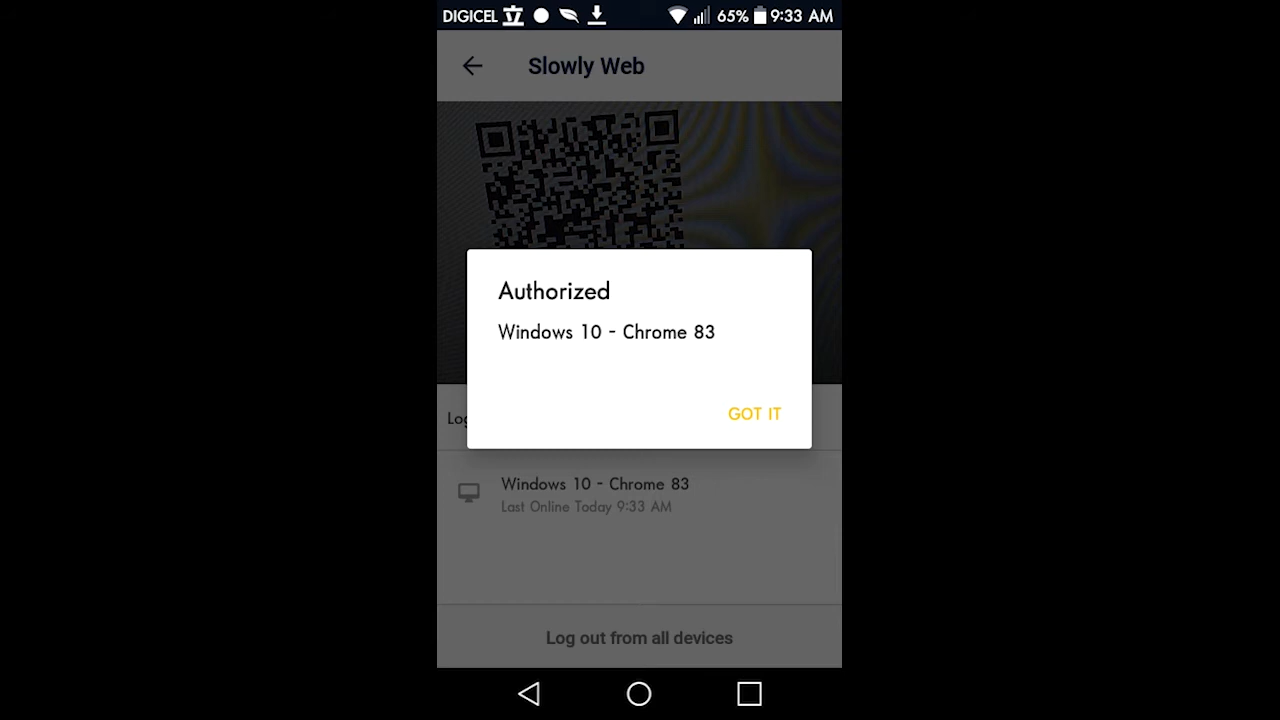 DIGICEL 65% 9:33 AM
Slowly Web
Authorized
Windows 10 - Chrome 83
GOT IT
Windows 10 - Chrome 83
Last Online Today 9:33 AM
Log out from all devices